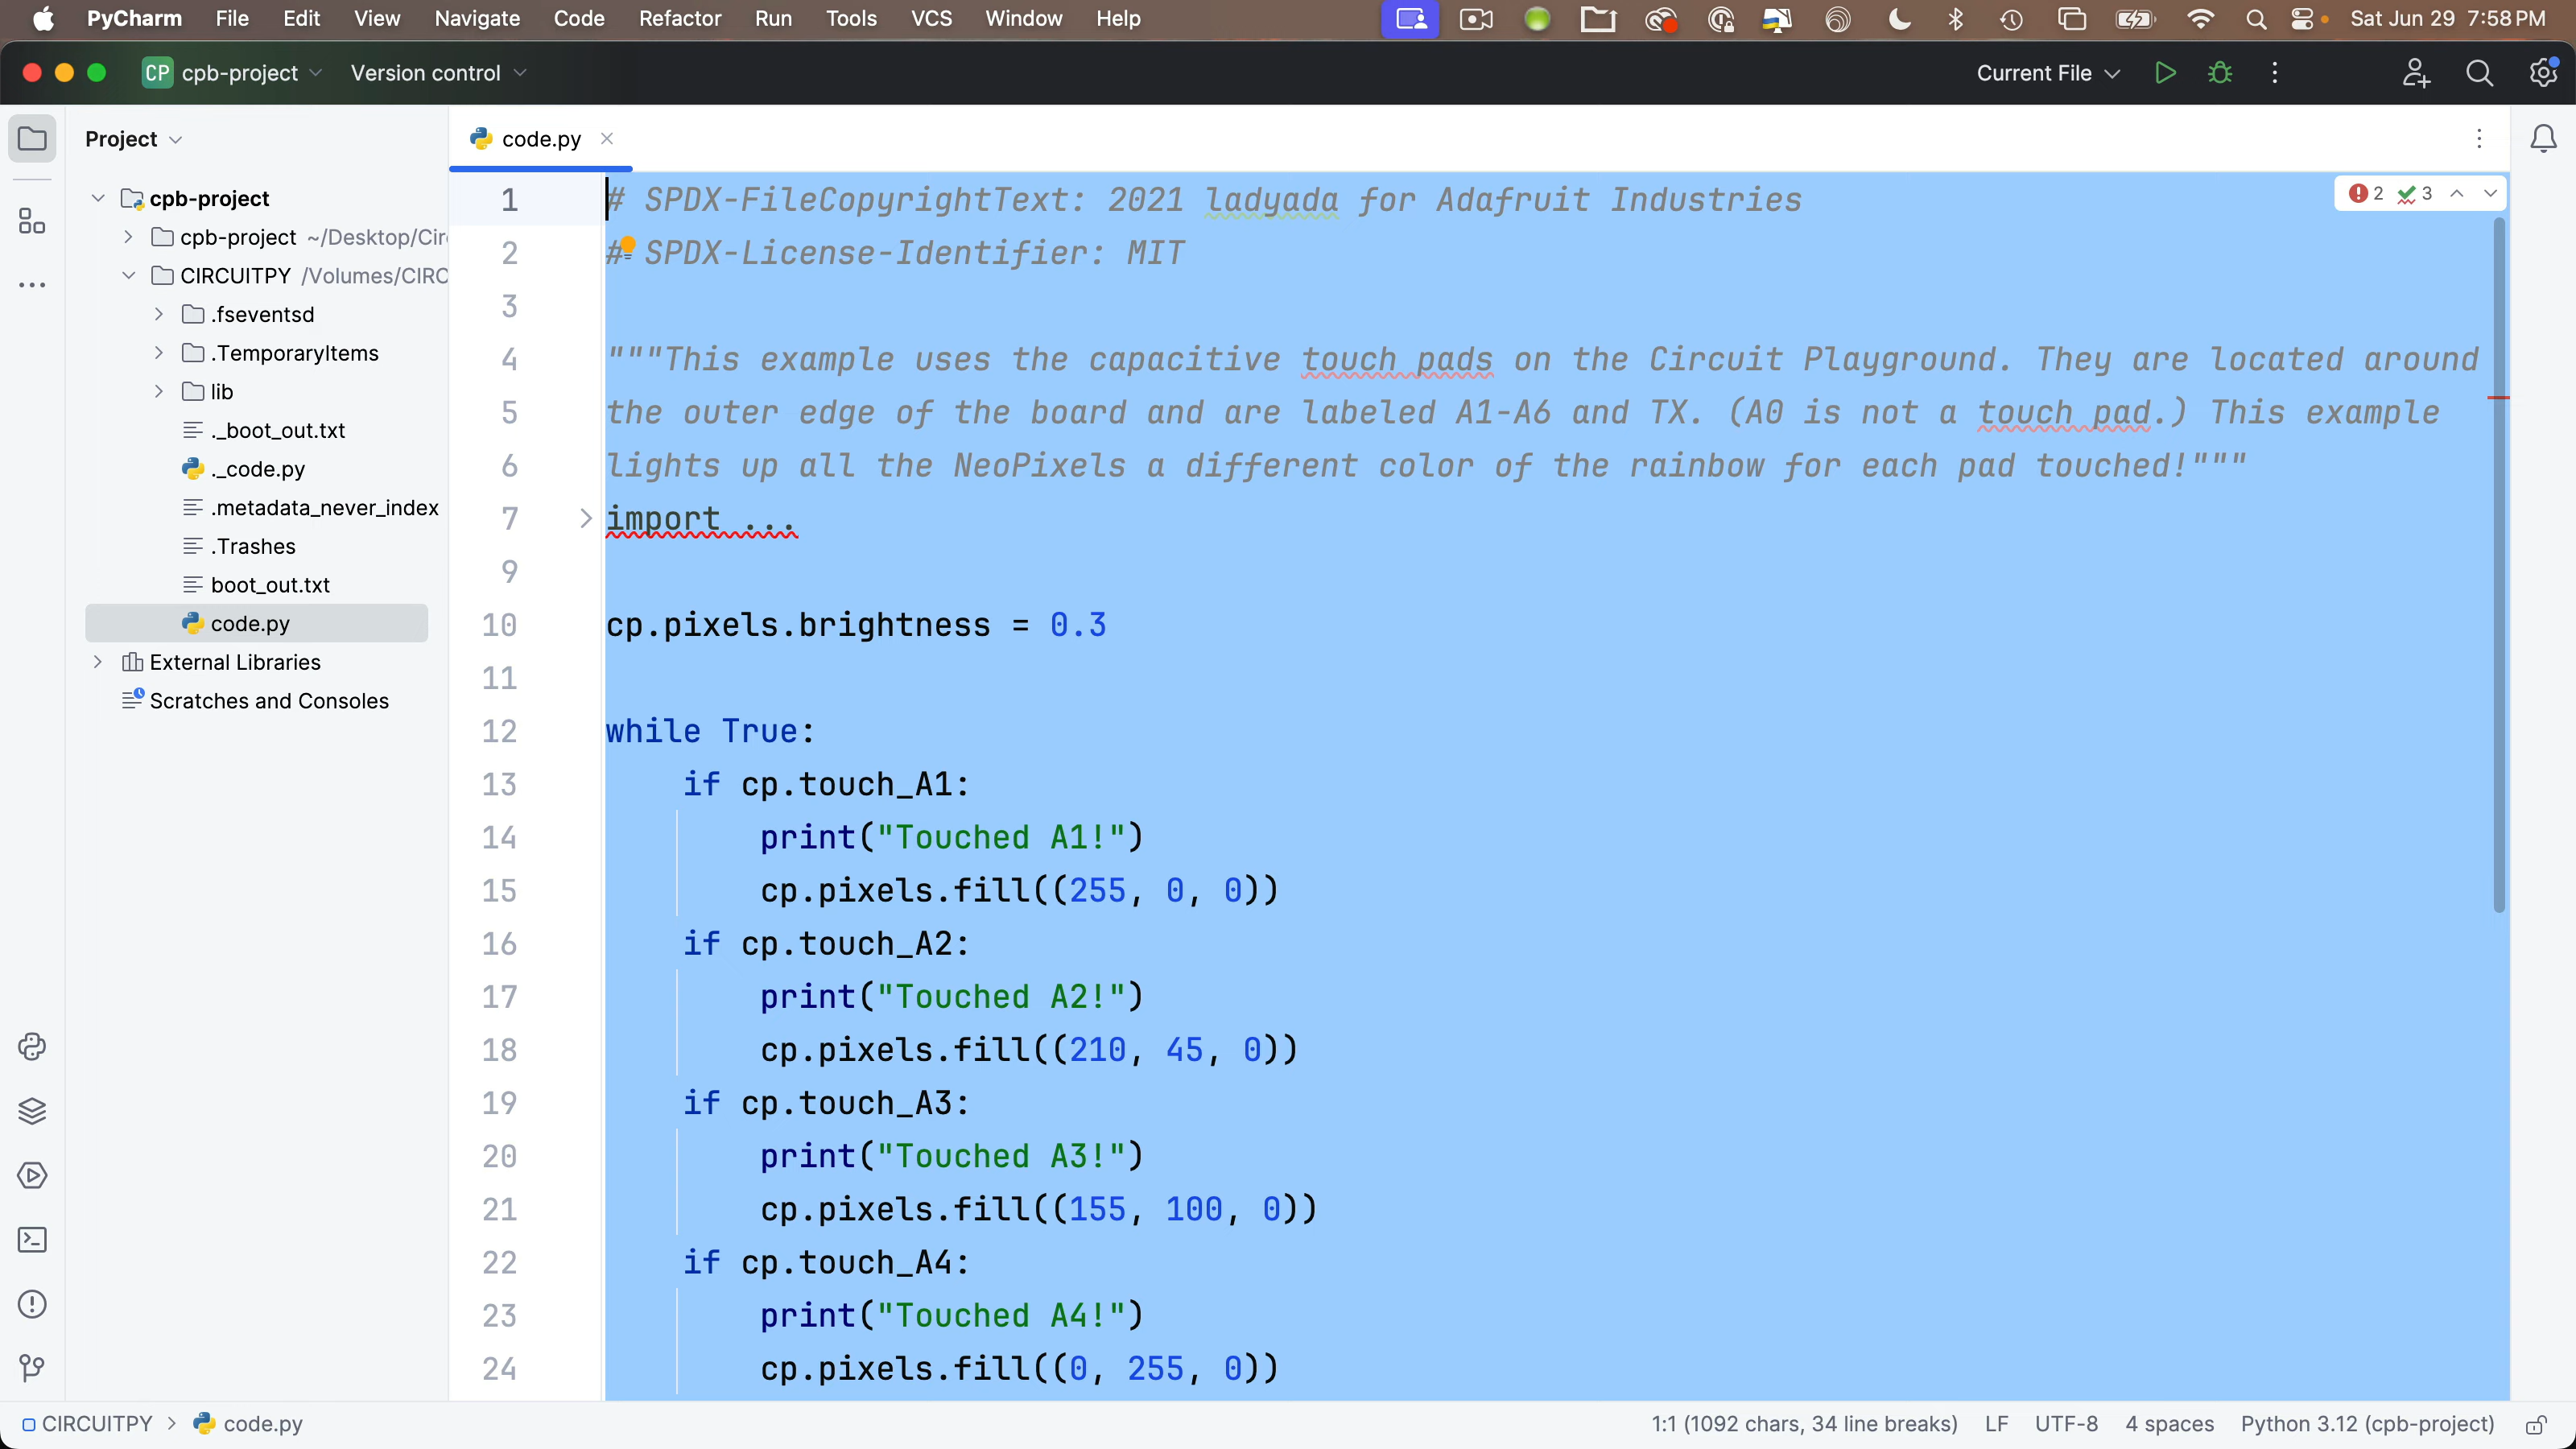 PyCharm File Edit View Navigate Code Refactor Run Tools VCS Window Help Sat Jun 29 7:58 PM
CP cpb-project Version control Current File
Project
cpb-project
cpb-project ~/Desktop/Cir
CIRCUITPY /Volumes/CIRC
.fseventsd
.TemporaryItems
lib
._boot_out.txt
._code.py
.metadata_never_index
.Trashes
boot_out.txt
code.py
External Libraries
Scratches and Consoles
code.py
2 3
1 # SPDX-FileCopyrightText: 2021 ladyada for Adafruit Industries
2 # SPDX-License-Identifier: MIT
3
4 """This example uses the capacitive touch pads on the Circuit Playground. They are located around
5 the outer edge of the board and are labeled A1-A6 and TX. (A0 is not a touch pad.) This example
6 lights up all the NeoPixels a different color of the rainbow for each pad touched!"""
7 import ...
9
10 cp.pixels.brightness = 0.3
11
12 while True:
13 if cp.touch_A1:
14 print("Touched A1!")
15 cp.pixels.fill((255, 0, 0))
16 if cp.touch_A2:
17 print("Touched A2!")
18 cp.pixels.fill((210, 45, 0))
19 if cp.touch_A3:
20 print("Touched A3!")
21 cp.pixels.fill((155, 100, 0))
22 if cp.touch_A4:
23 print("Touched A4!")
24 cp.pixels.fill((0, 255, 0))
CIRCUITPY > code.py 1:1 (1092 chars, 34 line breaks) LF UTF-8 4 spaces Python 3.12 (cpb-project)